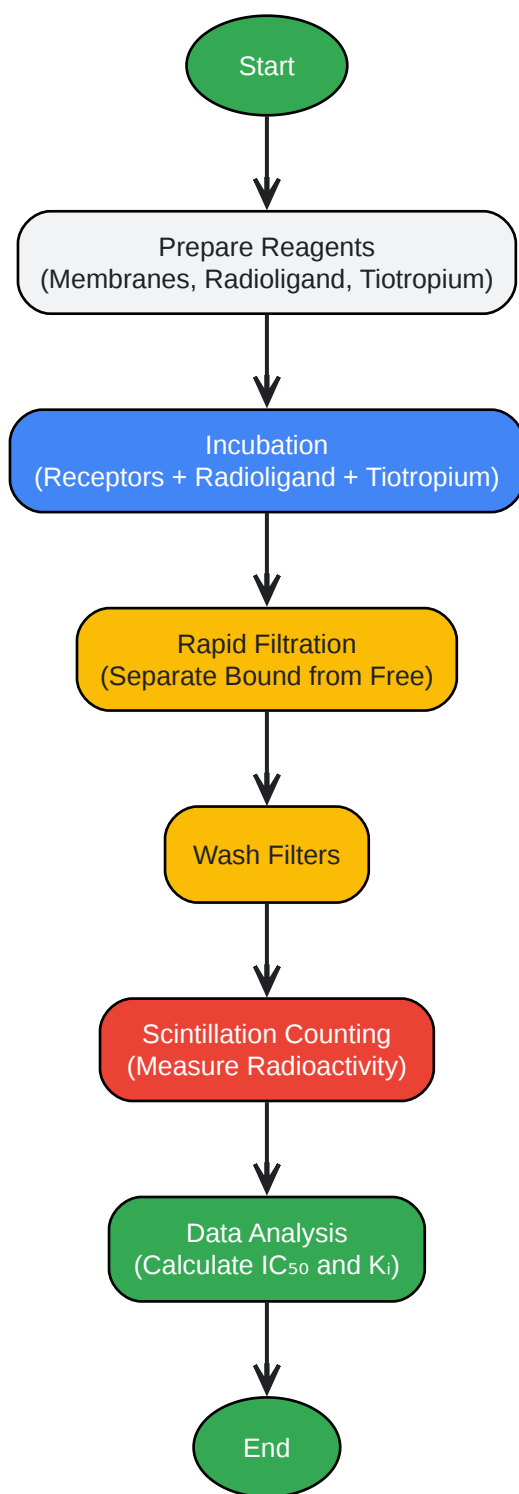 Start
Prepare Reagents
(Membranes, Radioligand, Tiotropium)
Incubation
(Receptors + Radioligand + Tiotropium)
Rapid Filtration
(Separate Bound from Free)
Wash Filters
Scintillation Counting
(Measure Radioactivity)
Data Analysis
(Calculate IC₅₀ and Kᵢ)
End